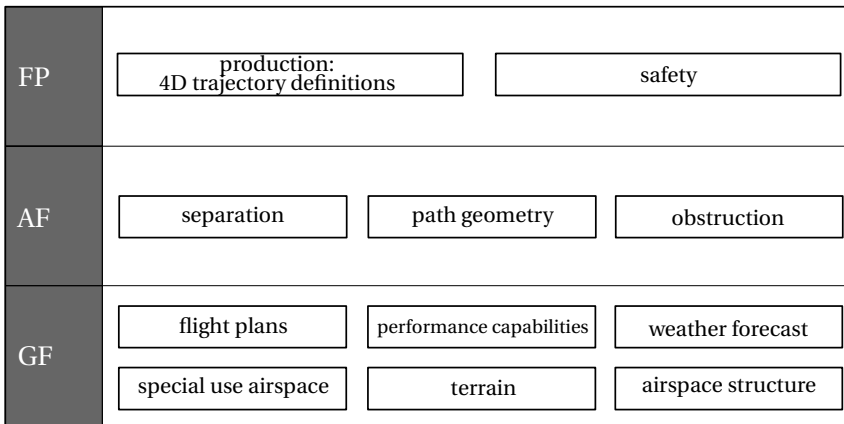 FP
production:
4D trajectory definitions
safety
AF
separation
path geometry
obstruction
GF
flight plans
performance capabilities
weather forecast
special use airspace
terrain
airspace structure